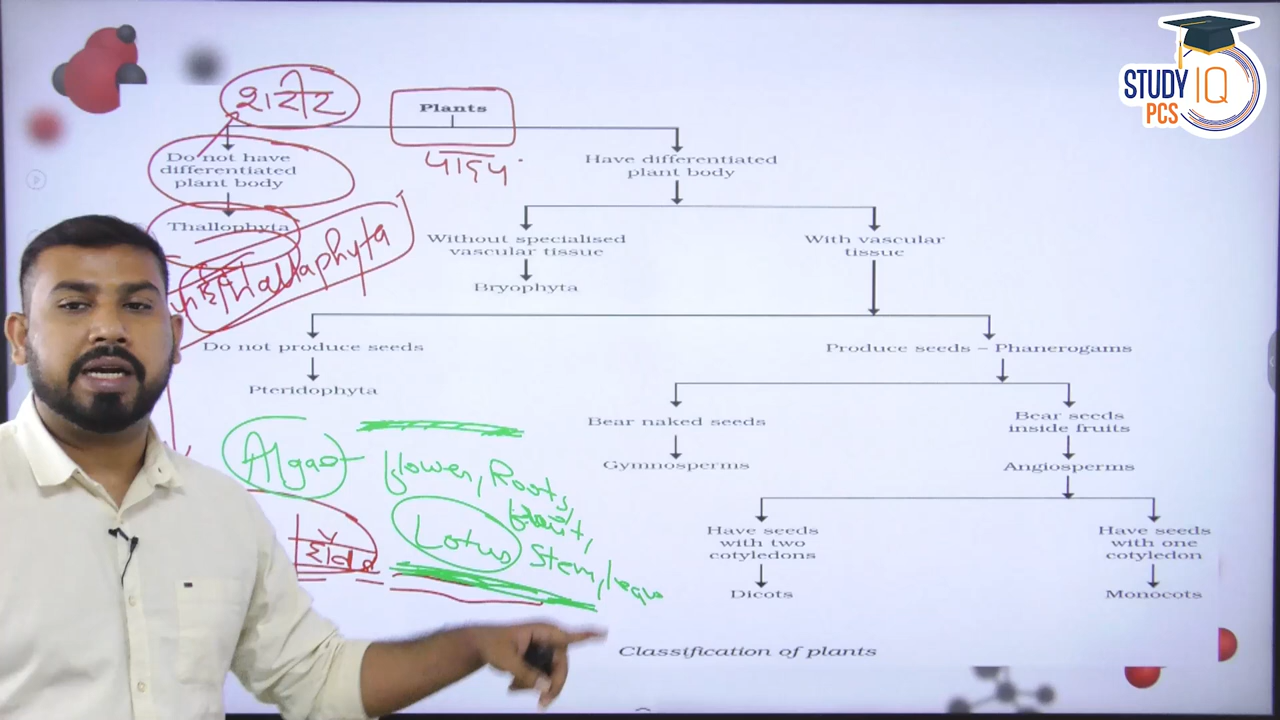 STUDY IQ
PCS
शरीर
Plants
पादप
Do not have
differentiated
plant body
Have differentiated
plant body
Thallophyta
Thallaphyta
Without specialised
vascular tissue
With vascular
tissue
Bryophyta
Do not produce seeds
Produce seeds – Phanerogams
Pteridophyta
Bear naked seeds
Bear seeds
inside fruits
Gymnosperms
Angiosperms
Algae
flower, Roots,
fruit,
Lotus
Stem,
शैवाल
Have seeds
with two
cotyledons
Have seeds
with one
cotyledon
Dicots
Monocots
Classification of plants